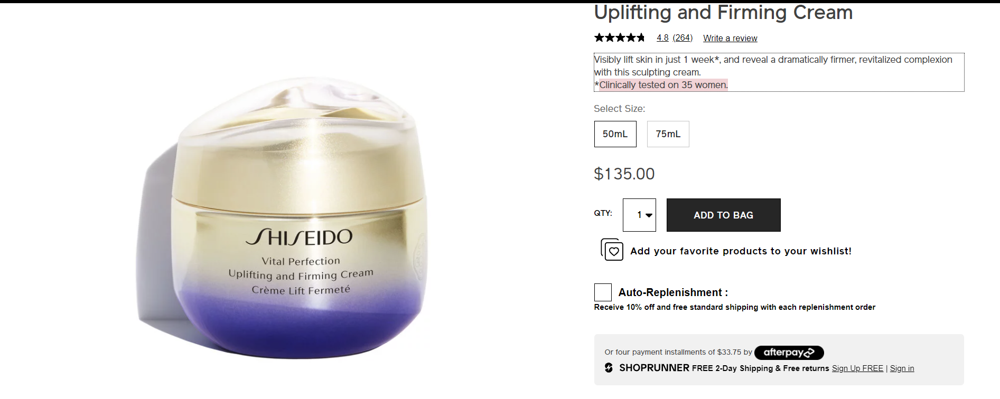 Uplifting and Firming Cream
4.8 (264) Write a review
Visibly lift skin in just 1 week*, and reveal a dramatically firmer, revitalized complexion
with this sculpting cream.
*Clinically tested on 35 women.
Select Size:
50mL 75mL
$135.00
QTY: 1 ADD TO BAG
Add your favorite products to your wishlist!
Auto-Replenishment :
Receive 10% off and free standard shipping with each replenishment order
Or four payment installments of $33.75 by afterpay
SHOPRUNNER FREE 2-Day Shipping & Free returns Sign Up FREE | Sign in
SHISEIDO
Vital Perfection
Uplifting and Firming Cream
Crème Lift Fermeté